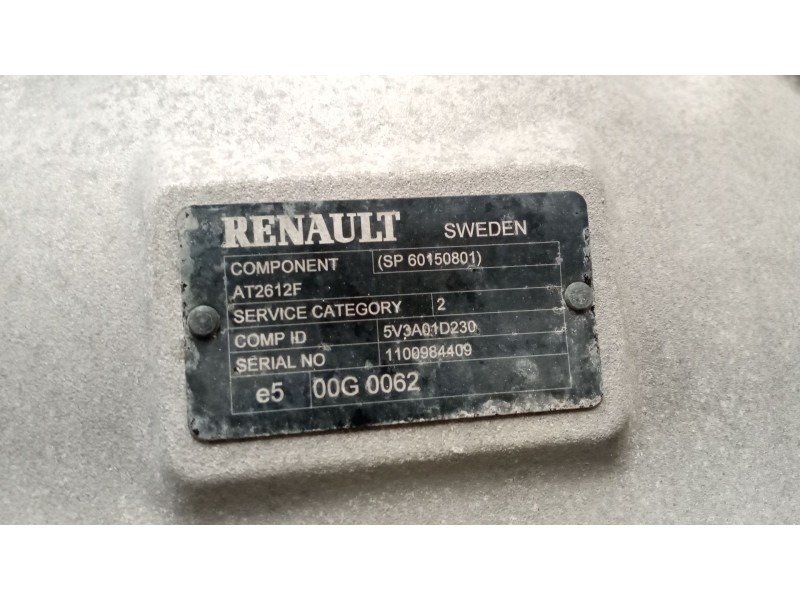 RENAULT SWEDEN
COMPONENT (SP 60150801)
AT2612F
SERVICE CATEGORY 2
COMP ID 5V3A01D230
SERIAL NO 1100984409
e5 00G 0062